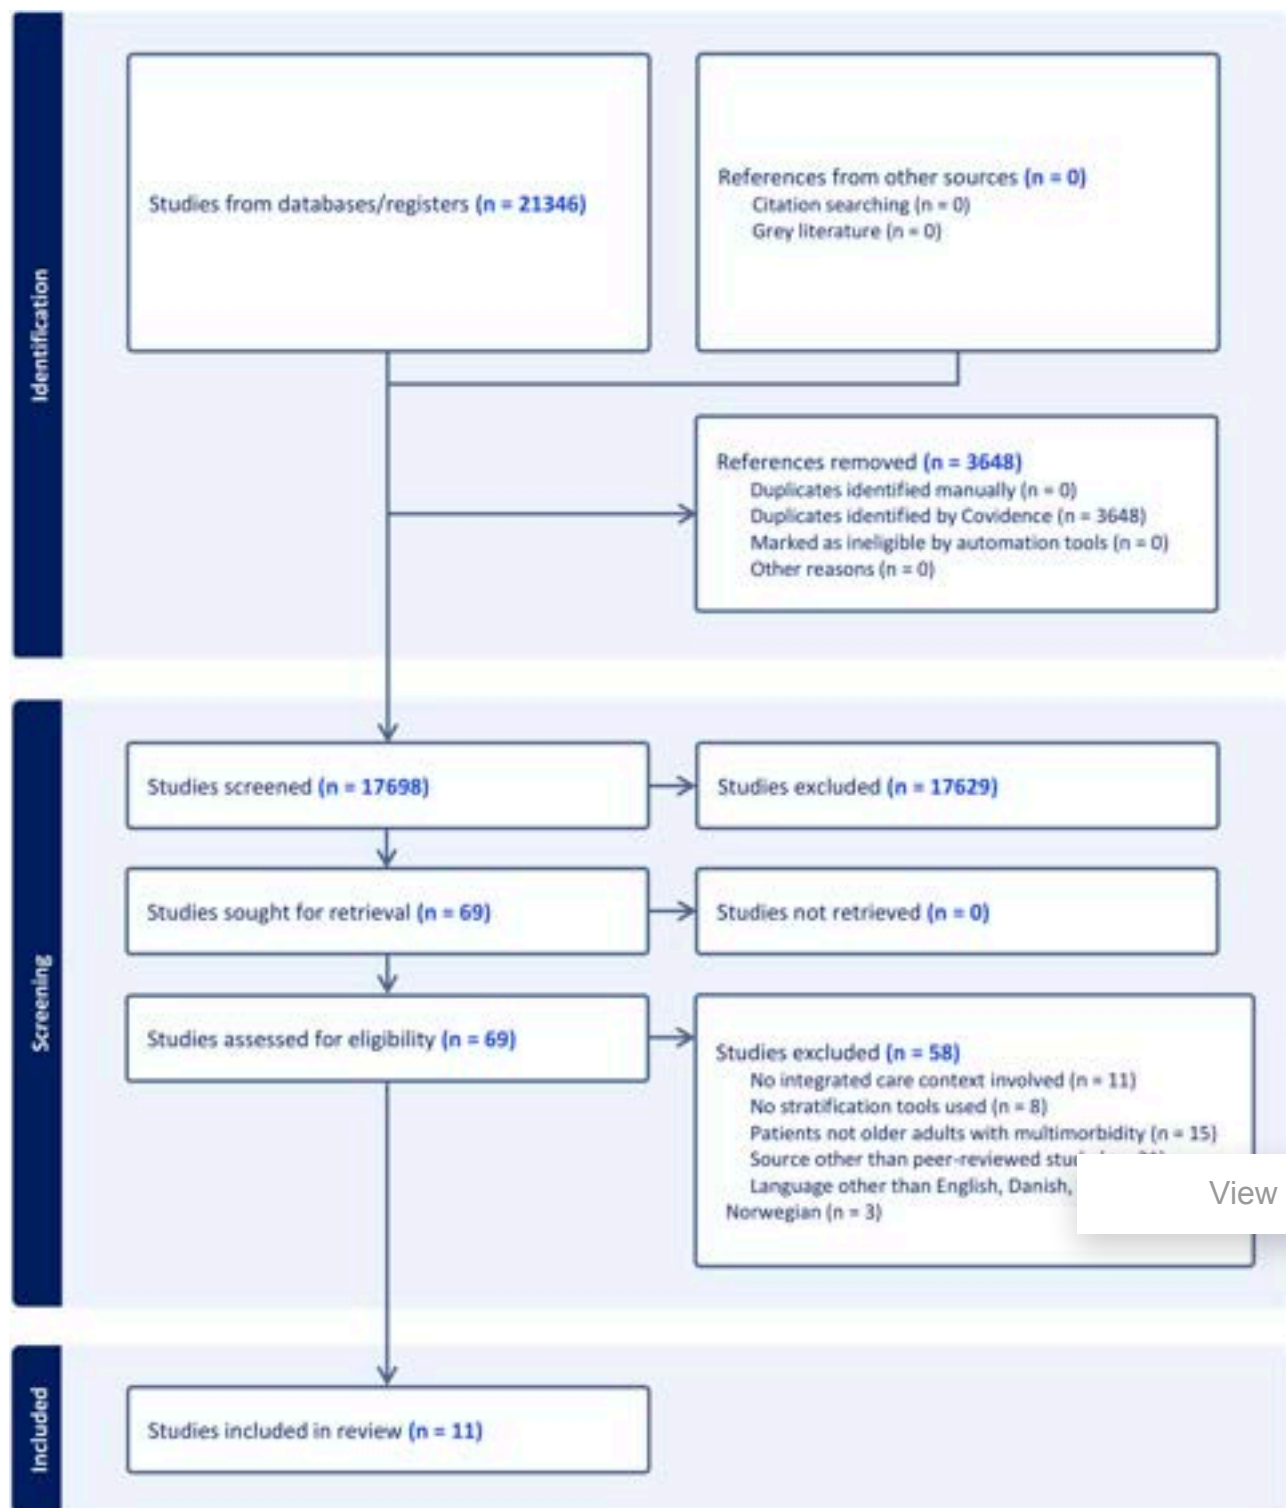 Identification
Studies from databases/registers (n = 21346)
References from other sources (n = 0)
Citation searching (n = 0)
Grey literature (n = 0)
References removed (n = 3648)
Duplicates identified manually (n = 0)
Duplicates identified by Covidence (n = 3648)
Marked as ineligible by automation tools (n = 0)
Other reasons (n = 0)
Screening
Studies screened (n = 17698)
Studies excluded (n = 17629)
Studies sought for retrieval (n = 69)
Studies not retrieved (n = 0)
Studies assessed for eligibility (n = 69)
Studies excluded (n = 58)
No integrated care context involved (n = 11)
No stratification tools used (n = 8)
Patients not older adults with multimorbidity (n = 15)
Source other than peer-reviewed
Language other than English, Danish,
Norwegian (n = 3)
View
Included
Studies included in review (n = 11)